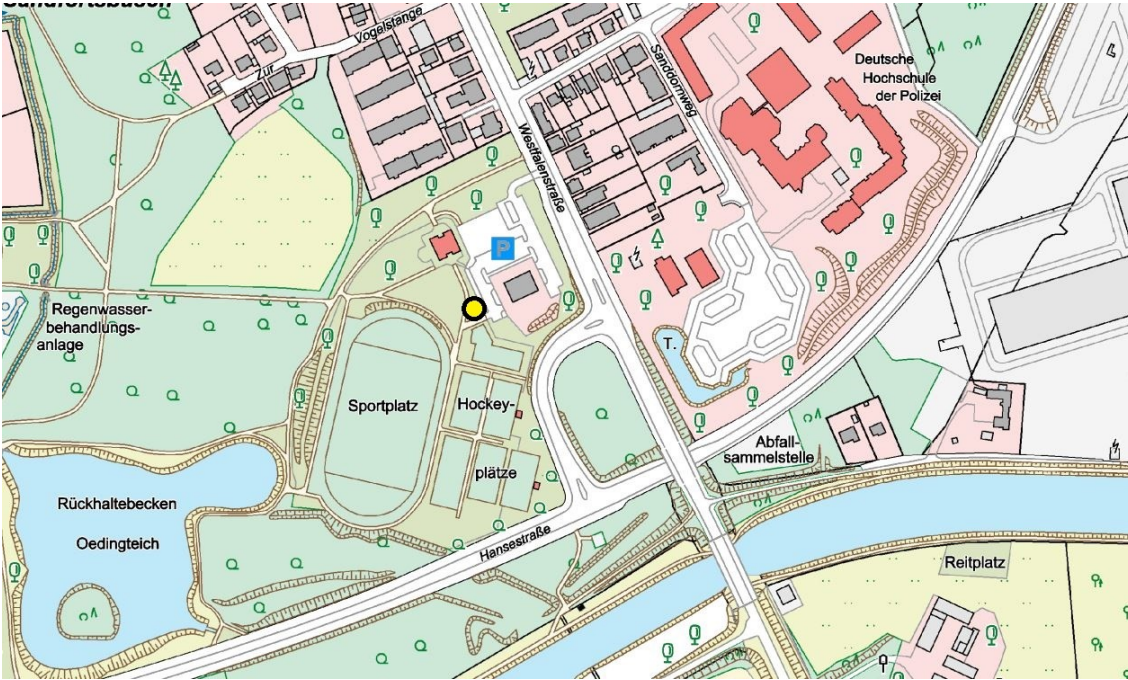 Vogelstange
Zur
Sanddornweg
Deutsche
Hochschule
der Polizei
Westfalenstraße
P
Regenwasser-
behandlungs-
anlage
T.
Sportplatz
Hockey-
plätze
Abfall-
sammelstelle
Rückhaltebecken
Oedingteich
Hansestraße
Reitplatz